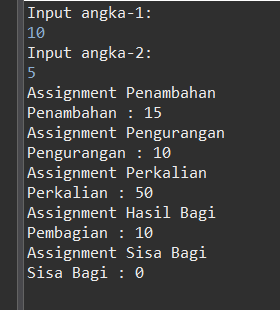 Input angka-1:
10
Input angka-2:
5
Assignment Penambahan
Penambahan : 15
Assignment Pengurangan
Pengurangan : 10
Assignment Perkalian
Perkalian : 50
Assignment Hasil Bagi
Pembagian : 10
Assignment Sisa Bagi
Sisa Bagi : 0